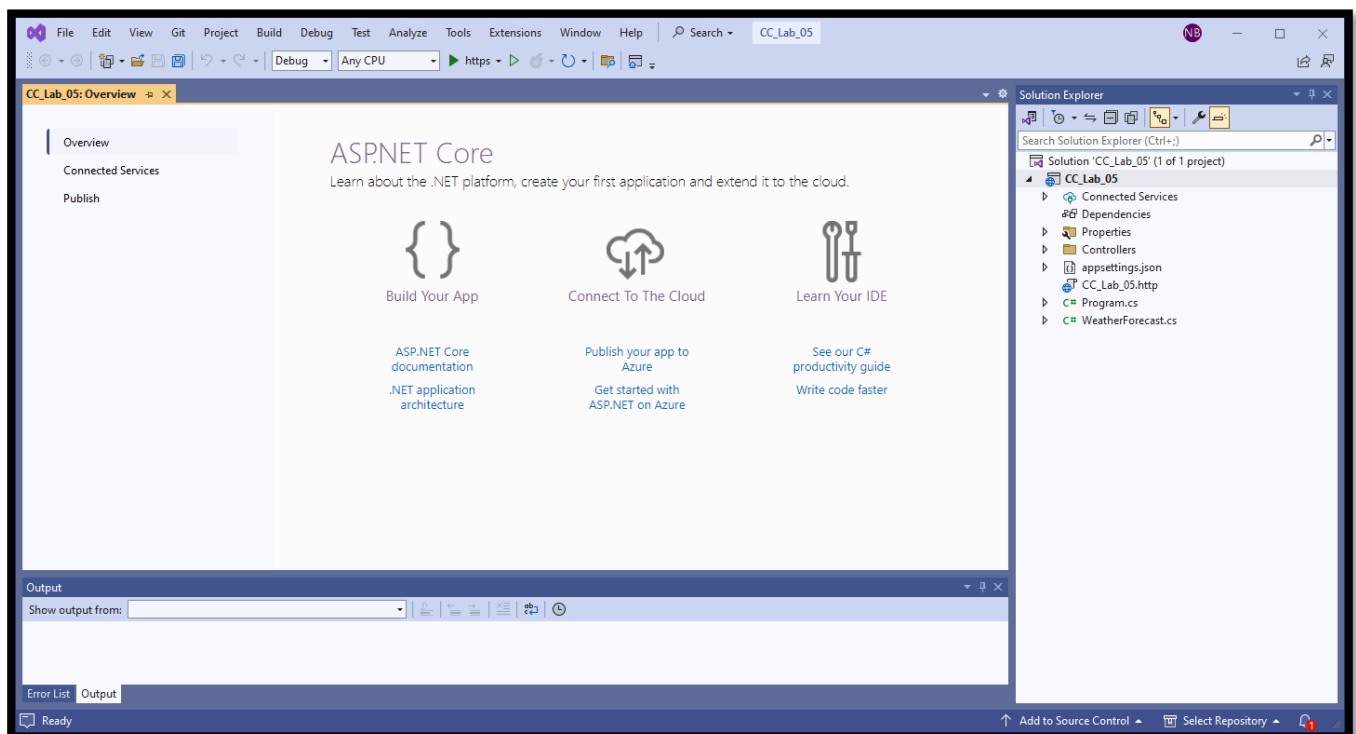 File Edit View Git Project Build Debug Test Analyze Tools Extensions Window Help Search CC_Lab_05 NB
Debug Any CPU https
CC_Lab_05: Overview
Overview
Connected Services
Publish
ASP.NET Core
Learn about the .NET platform, create your first application and extend it to the cloud.
Build Your App
Connect To The Cloud
Learn Your IDE
ASP.NET Core
documentation
.NET application
architecture
Publish your app to
Azure
Get started with
ASP.NET on Azure
See our C#
productivity guide
Write code faster
Output
Show output from:
Error List Output
Solution Explorer
Search Solution Explorer (Ctrl+;)
Solution 'CC_Lab_05' (1 of 1 project)
CC_Lab_05
Connected Services
Dependencies
Properties
Controllers
appsettings.json
CC_Lab_05.http
C# Program.cs
C# WeatherForecast.cs
Ready Add to Source Control Select Repository 1